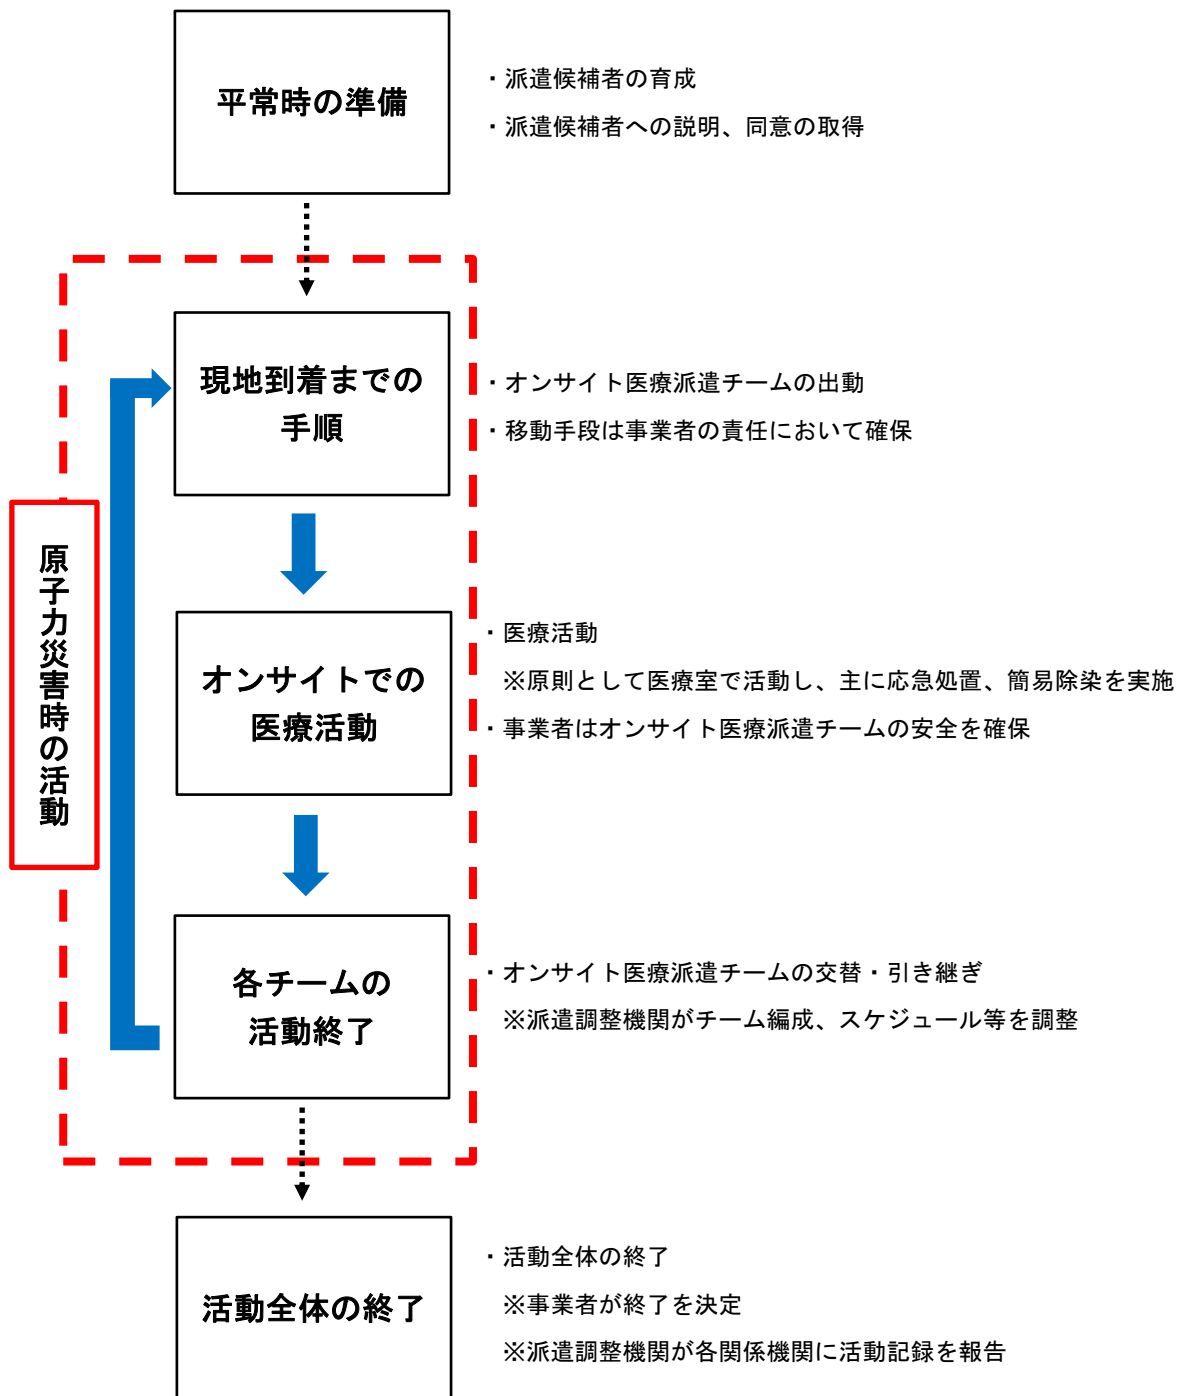 平常時の準備
・派遣候補者の育成
・派遣候補者への説明、同意の取得
原子力災害時の活動
現地到着までの
手順
・オンサイト医療派遣チームの出動
・移動手段は事業者の責任において確保
オンサイトでの
医療活動
・医療活動
※原則として医療室で活動し、主に応急処置、簡易除染を実施
・事業者はオンサイト医療派遣チームの安全を確保
各チームの
活動終了
・オンサイト医療派遣チームの交替・引き継ぎ
※派遣調整機関がチーム編成、スケジュール等を調整
活動全体の終了
・活動全体の終了
※事業者が終了を決定
※派遣調整機関が各関係機関に活動記録を報告